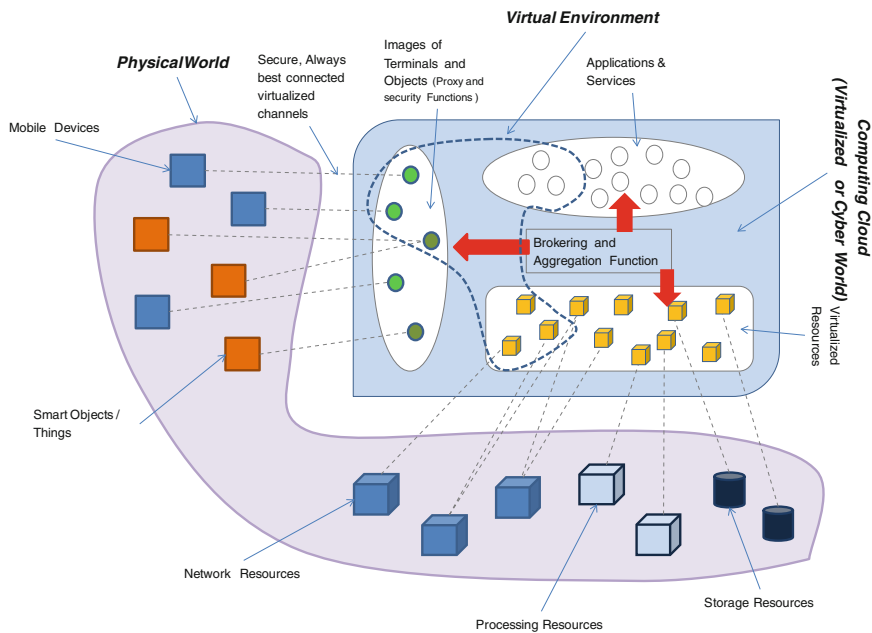 Virtual Environment
Physical World
Secure, Always
best connected
virtualized
channels
Images of
Terminals and
Objects (Proxy and
security Functions )
Applications &
Services
Computing Cloud
(Virtualized or Cyber World)
Mobile Devices
Brokering and
Aggregation Function
Virtualized
Resources
Smart Objects /
Things
Network Resources
Processing Resources
Storage Resources